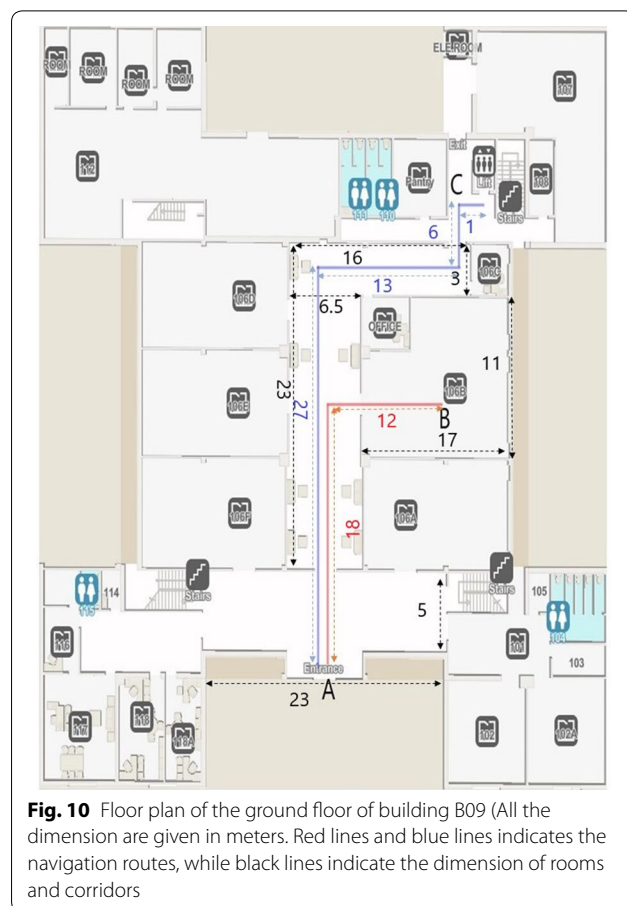 ELE.ROOM
ROOM
ROOM
ROOM
ROOM
107
Exit
112
Pantry
Lift
108
C
111
110
Stairs
6
1
16
3
106C
106D
13
6.5
OFFICE
11
23
27
106E
106B
12
B
17
18
106F
106A
Stairs
Stairs
114
115
5
105
104
116
101
103
Entrance
A
23
117
118
118A
102
102A
Fig. 10 Floor plan of the ground floor of building B09 (All the
dimension are given in meters. Red lines and blue lines indicates the
navigation routes, while black lines indicate the dimension of rooms
and corridors